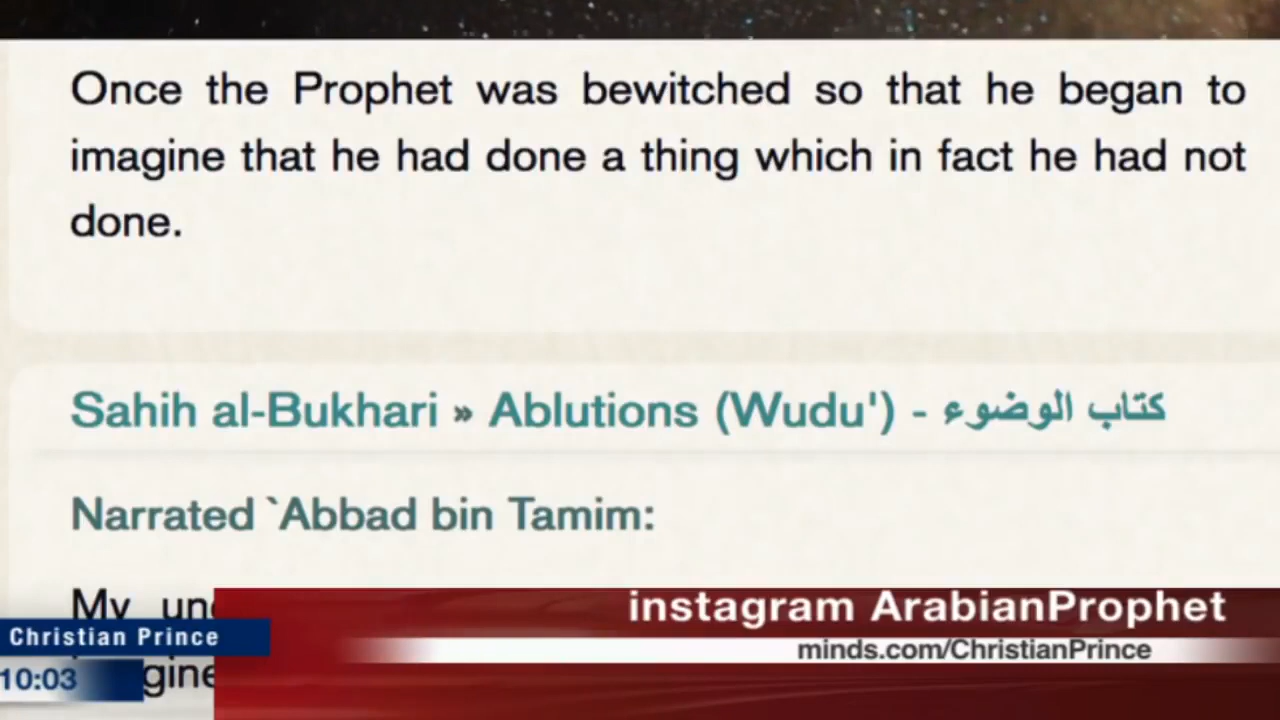 Once the Prophet was bewitched so that he began to
imagine that he had done a thing which in fact he had not
done.
Sahih al-Bukhari » Ablutions (Wudu') - كتاب الوضوء
Narrated `Abbad bin Tamim:
My
instagram ArabianProphet
Christian Prince
minds.com/ChristianPrince
10:03